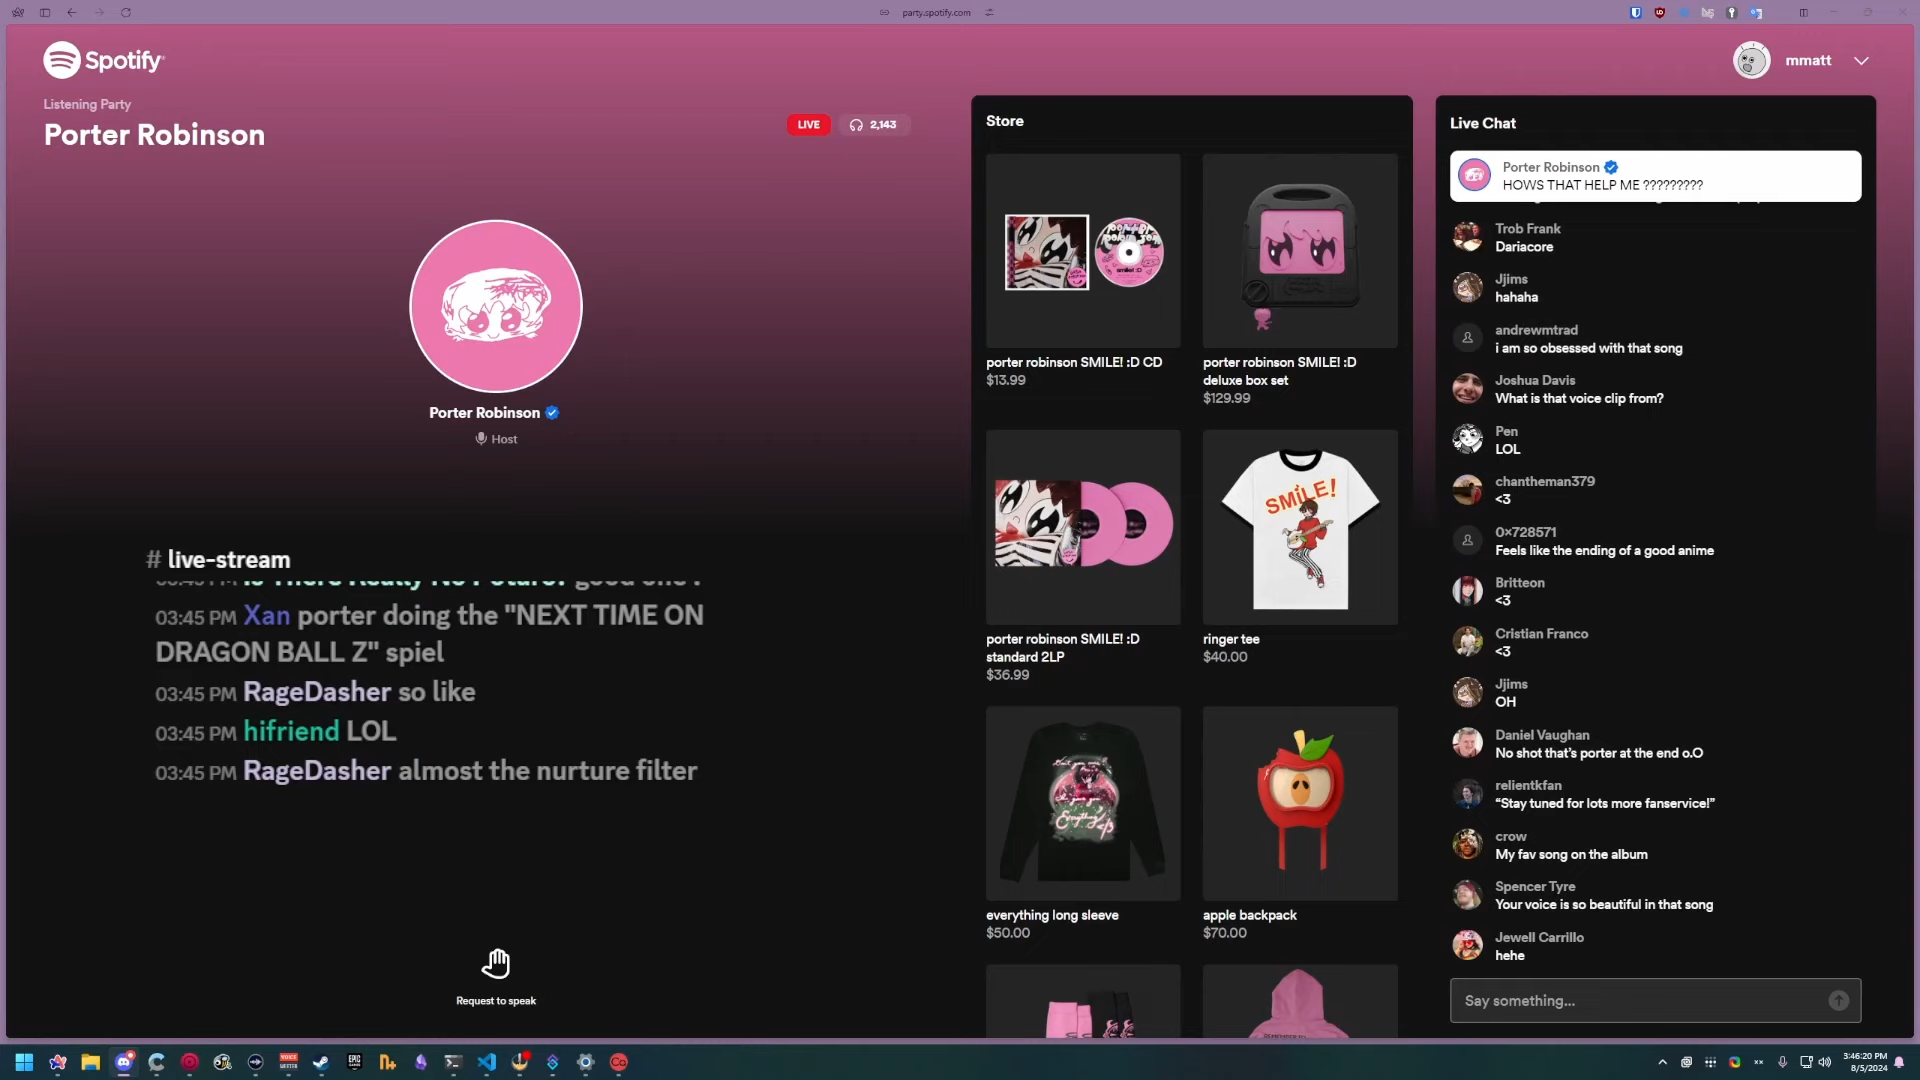 party.spotify.com
Spotify
mmatt
Listening Party
Porter Robinson
LIVE
2,143
Porter Robinson
Host
# live-stream
03:45 PM Xan porter doing the "NEXT TIME ON
DRAGON BALL Z" spiel
03:45 PM RageDasher so like
03:45 PM hifriend LOL
03:45 PM RageDasher almost the nurture filter
Request to speak
Store
porter robinson SMILE! :D CD
$13.99
porter robinson SMILE! :D
deluxe box set
$129.99
porter robinson SMILE! :D
standard 2LP
$36.99
SMiLE!
ringer tee
$40.00
everything long sleeve
$50.00
apple backpack
$70.00
Live Chat
Porter Robinson
HOWS THAT HELP ME ?????????
Trob Frank
Dariacore
Jjims
hahaha
andrewmtrad
i am so obsessed with that song
Joshua Davis
What is that voice clip from?
Pen
LOL
chantheman379
<3
0x728571
Feels like the ending of a good anime
Britteon
<3
Cristian Franco
<3
Jjims
OH
Daniel Vaughan
No shot that's porter at the end o.O
relientkfan
“Stay tuned for lots more fanservice!”
crow
My fav song on the album
Spencer Tyre
Your voice is so beautiful in that song
Jewell Carrillo
hehe
Say something...
3:46:20 PM
8/5/2024